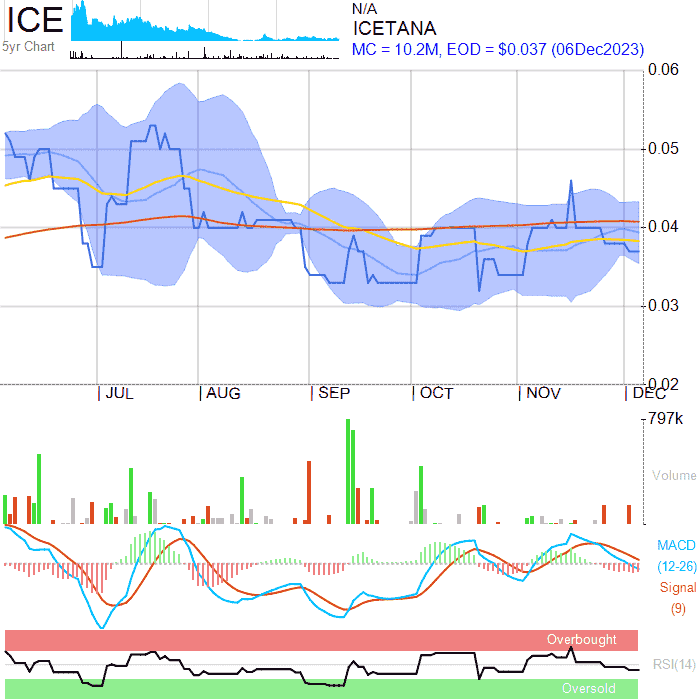 ICE
5yr Chart
N/A
ICETANA
MC = 10.2M, EOD = $0.037 (06Dec2023)
0.06
0.05
0.04
0.03
0.02
JUL AUG SEP OCT NOV DEC
797k
Volume
MACD
(12-26)
Signal
(9)
Overbought
RSI(14)
Oversold